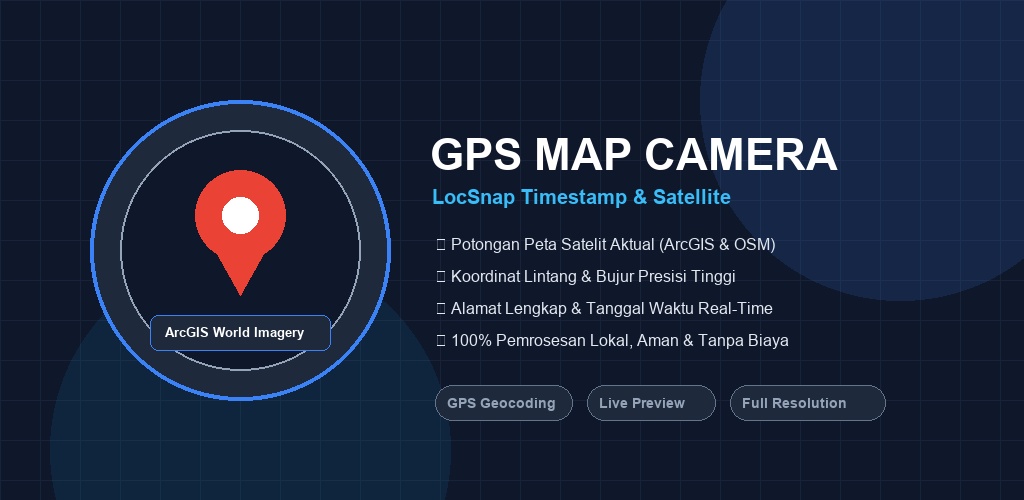 GPS MAP CAMERA
LocSnap Timestamp & Satellite
Potongan Peta Satelit Aktual (ArcGIS & OSM)
Koordinat Lintang & Bujur Presisi Tinggi
Alamat Lengkap & Tanggal Waktu Real-Time
100% Pemrosesan Lokal, Aman & Tanpa Biaya
ArcGIS World Imagery
GPS Geocoding
Live Preview
Full Resolution